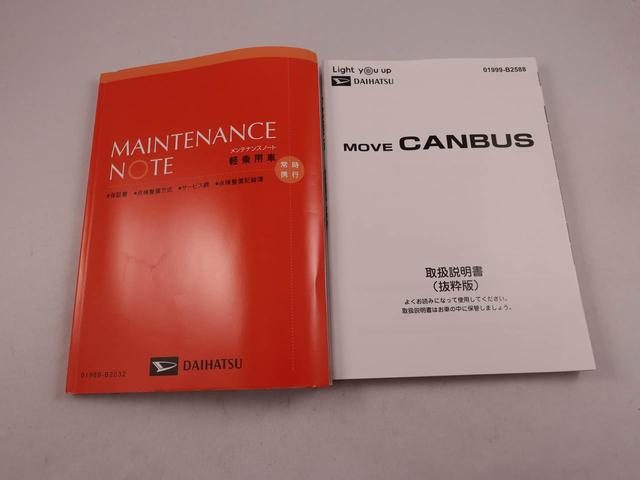 MAINTENANCE
NOTE
メンテナンスノート
軽乗用車
常時
携行
●保証書 ●点検整備方式 ●サービス網 ●点検整備記録簿
DAIHATSU
01989-B2032
Light you up
DAIHATSU
01999-B2588
MOVE CANBUS
取扱説明書
（抜粋版）
よくお読みになって使用してください。
取扱説明書はお車の中に保管しましょう。